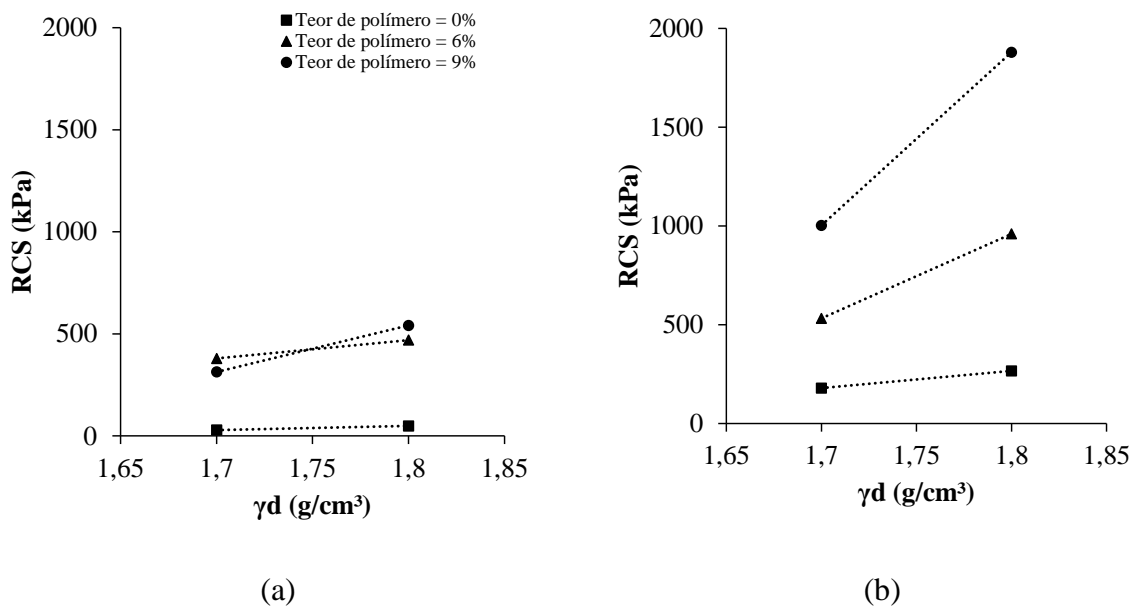 Teor de polímero = 0%
Teor de polímero = 6%
Teor de polímero = 9%
2000
1500
1000
500
0
RCS (kPa)
1,65 1,7 1,75 1,8 1,85
γd (g/cm³)
(a)
2000
1500
1000
500
0
RCS (kPa)
1,65 1,7 1,75 1,8 1,85
γd (g/cm³)
(b)